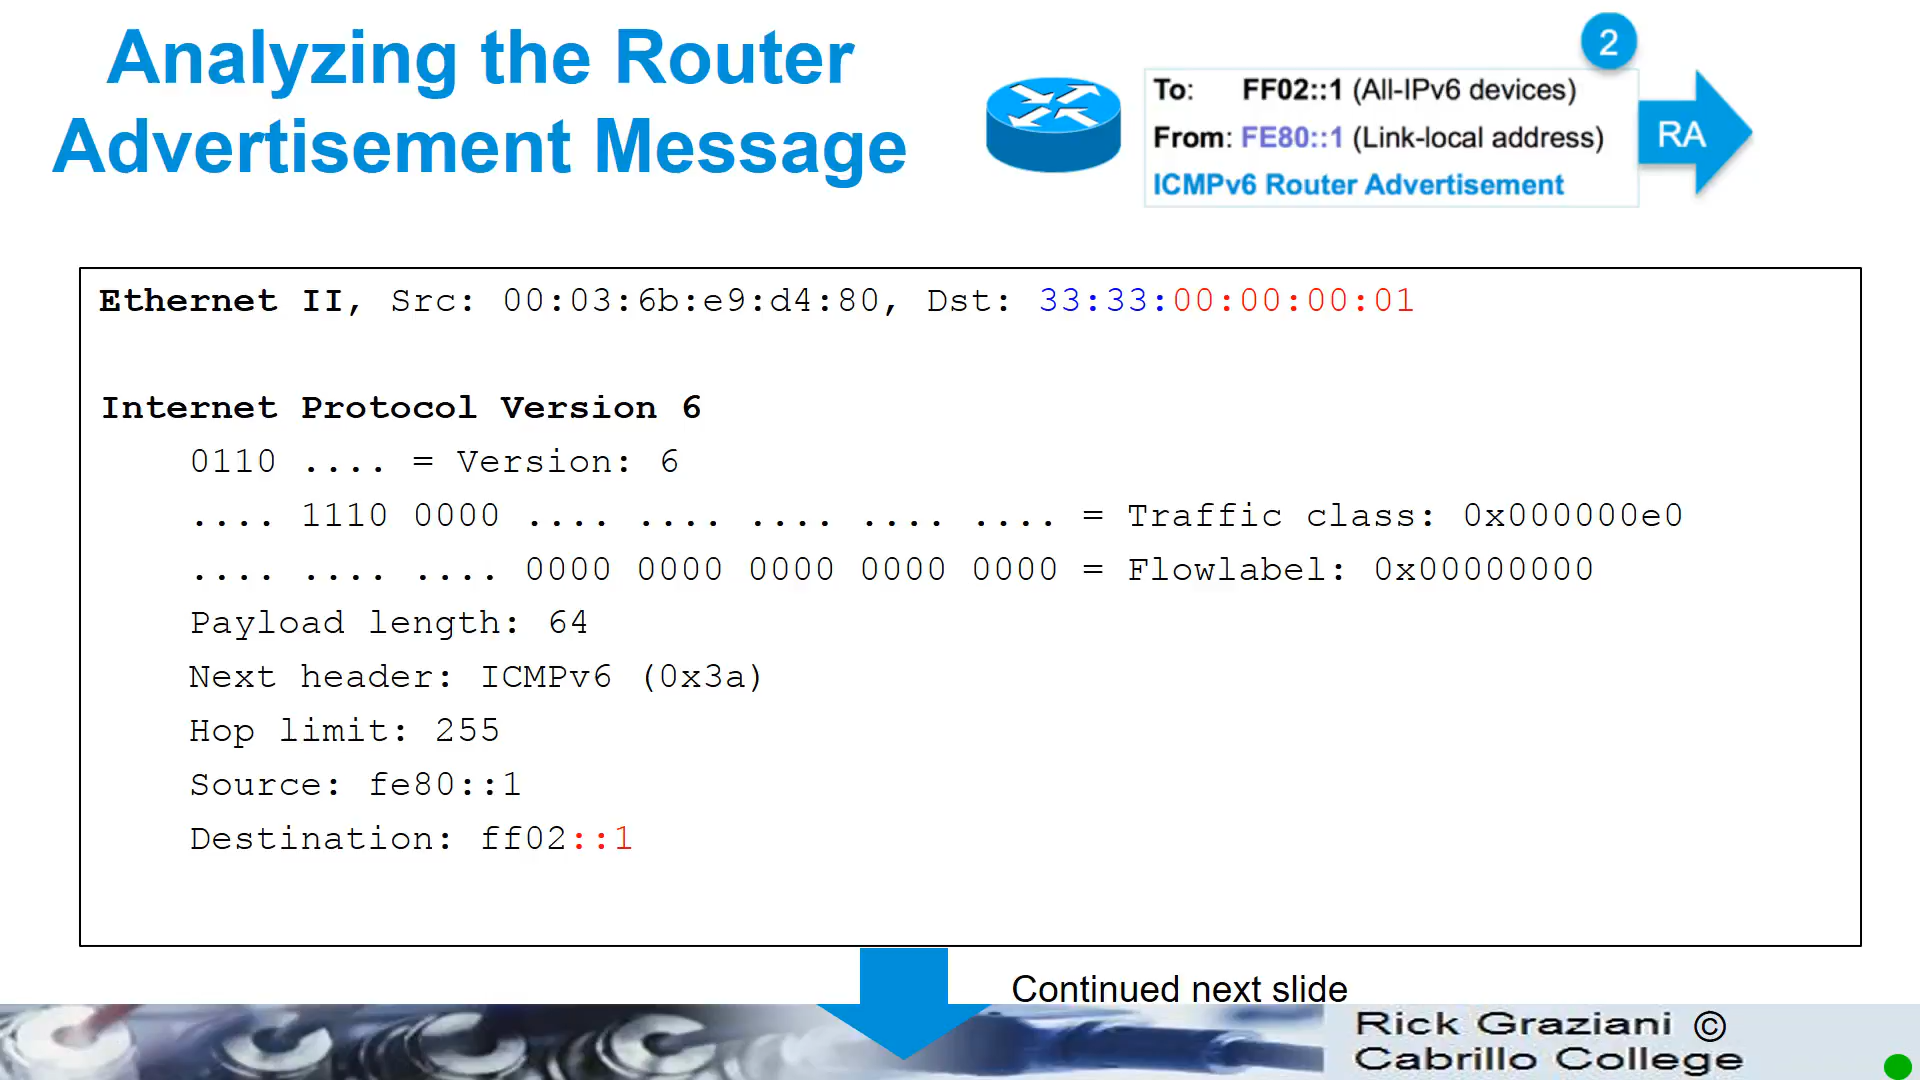 Analyzing the Router
Advertisement Message
2
To: FF02::1 (All-IPv6 devices)
From: FE80::1 (Link-local address)
ICMPv6 Router Advertisement
RA
Ethernet II, Src: 00:03:6b:e9:d4:80, Dst: 33:33:00:00:00:01
Internet Protocol Version 6
0110 .... = Version: 6
.... 1110 0000 .... .... .... .... .... = Traffic class: 0x000000e0
.... .... .... 0000 0000 0000 0000 0000 = Flowlabel: 0x00000000
Payload length: 64
Next header: ICMPv6 (0x3a)
Hop limit: 255
Source: fe80::1
Destination: ff02::1
Continued next slide
Rick Graziani ©
Cabrillo College